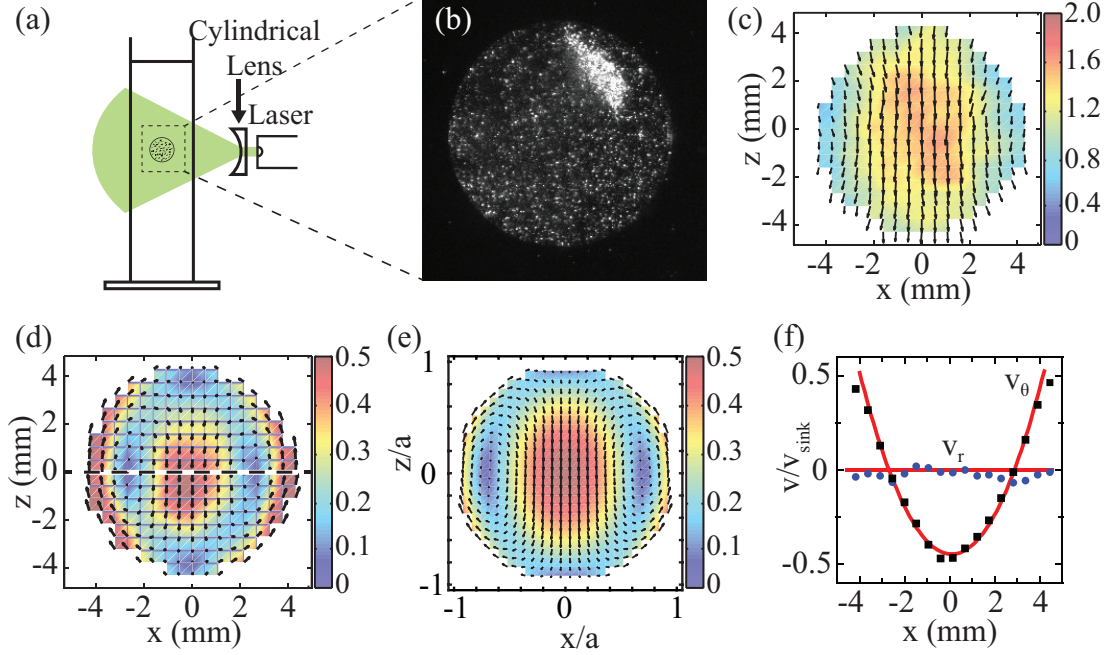 (a)
Cylindrical
Lens
Laser
(b)
(c)
2.0
1.6
1.2
0.8
0.4
0
4
2
0
-2
-4
z (mm)
-4 -2 0 2 4
x (mm)
(d)
0.5
0.4
0.3
0.2
0.1
0
4
2
0
-2
-4
z (mm)
-4 -2 0 2 4
x (mm)
(e)
0.5
0.4
0.3
0.2
0.1
0
1
0
-1
z/a
-1 0 1
x/a
(f)
0.5
0
-0.5
v/v_sink
v_θ
v_r
-4 -2 0 2 4
x (mm)